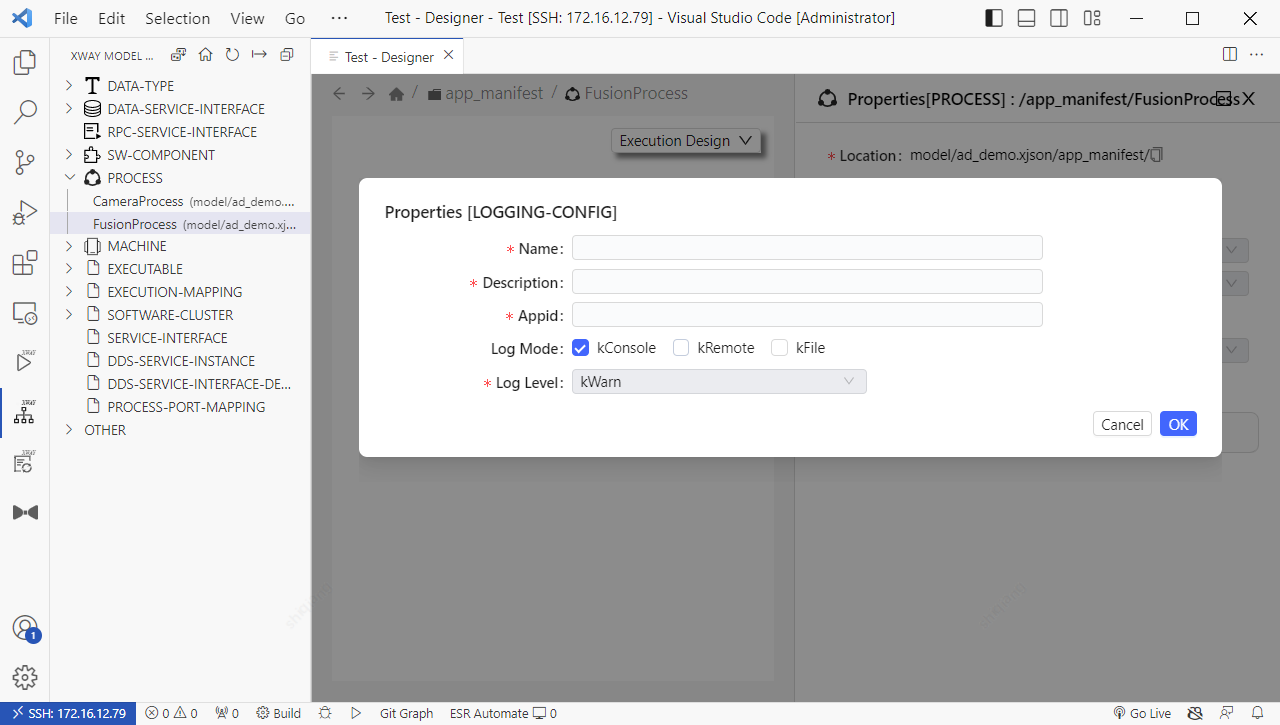 File Edit Selection View Go ··· Test - Designer - Test [SSH: 172.16.12.79] - Visual Studio Code [Administrator]
XWAY MODEL ...
Test - Designer
DATA-TYPE
DATA-SERVICE-INTERFACE
RPC-SERVICE-INTERFACE
SW-COMPONENT
PROCESS
CameraProcess (model/ad_demo....
FusionProcess (model/ad_demo.xj...
MACHINE
EXECUTABLE
EXECUTION-MAPPING
SOFTWARE-CLUSTER
SERVICE-INTERFACE
DDS-SERVICE-INSTANCE
DDS-SERVICE-INTERFACE-DE...
PROCESS-PORT-MAPPING
OTHER
XWAY
XWAY
XWAY
1
/ app_manifest / FusionProcess
Execution Design
Properties[PROCESS] : /app_manifest/FusionProcess
* Location: model/ad_demo.xjson/app_manifest/
Properties [LOGGING-CONFIG]
* Name:
* Description:
* Appid:
Log Mode: kConsole kRemote kFile
* Log Level: kWarn
Cancel OK
SSH: 172.16.12.79 0 0 0 Build Git Graph ESR Automate 0 Go Live